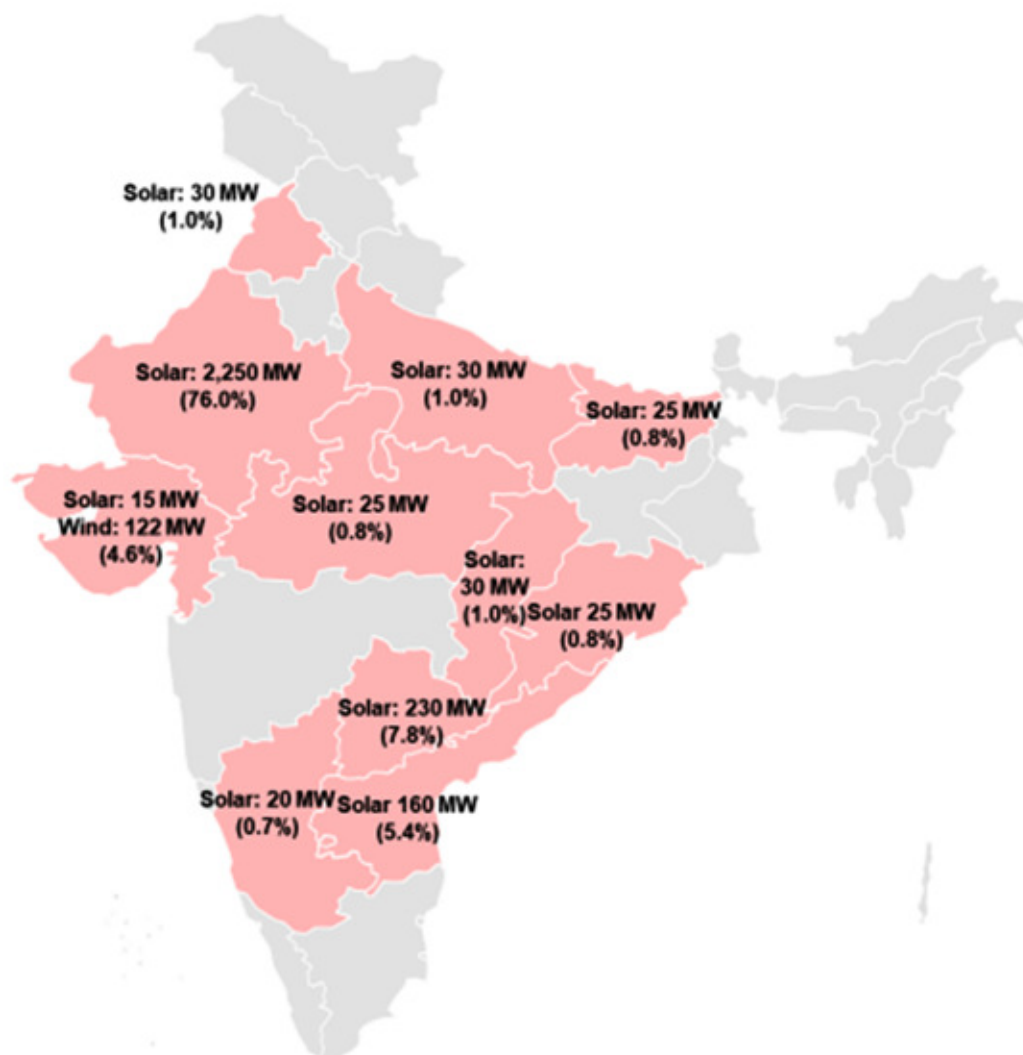 Solar: 30 MW
(1.0%)
Solar: 2,250 MW
(76.0%)
Solar: 30 MW
(1.0%)
Solar: 25 MW
(0.8%)
Solar: 15 MW
Wind: 122 MW
(4.6%)
Solar: 25 MW
(0.8%)
Solar:
30 MW
(1.0%)
Solar 25 MW
(0.8%)
Solar: 230 MW
(7.8%)
Solar: 20 MW
(0.7%)
Solar 160 MW
(5.4%)